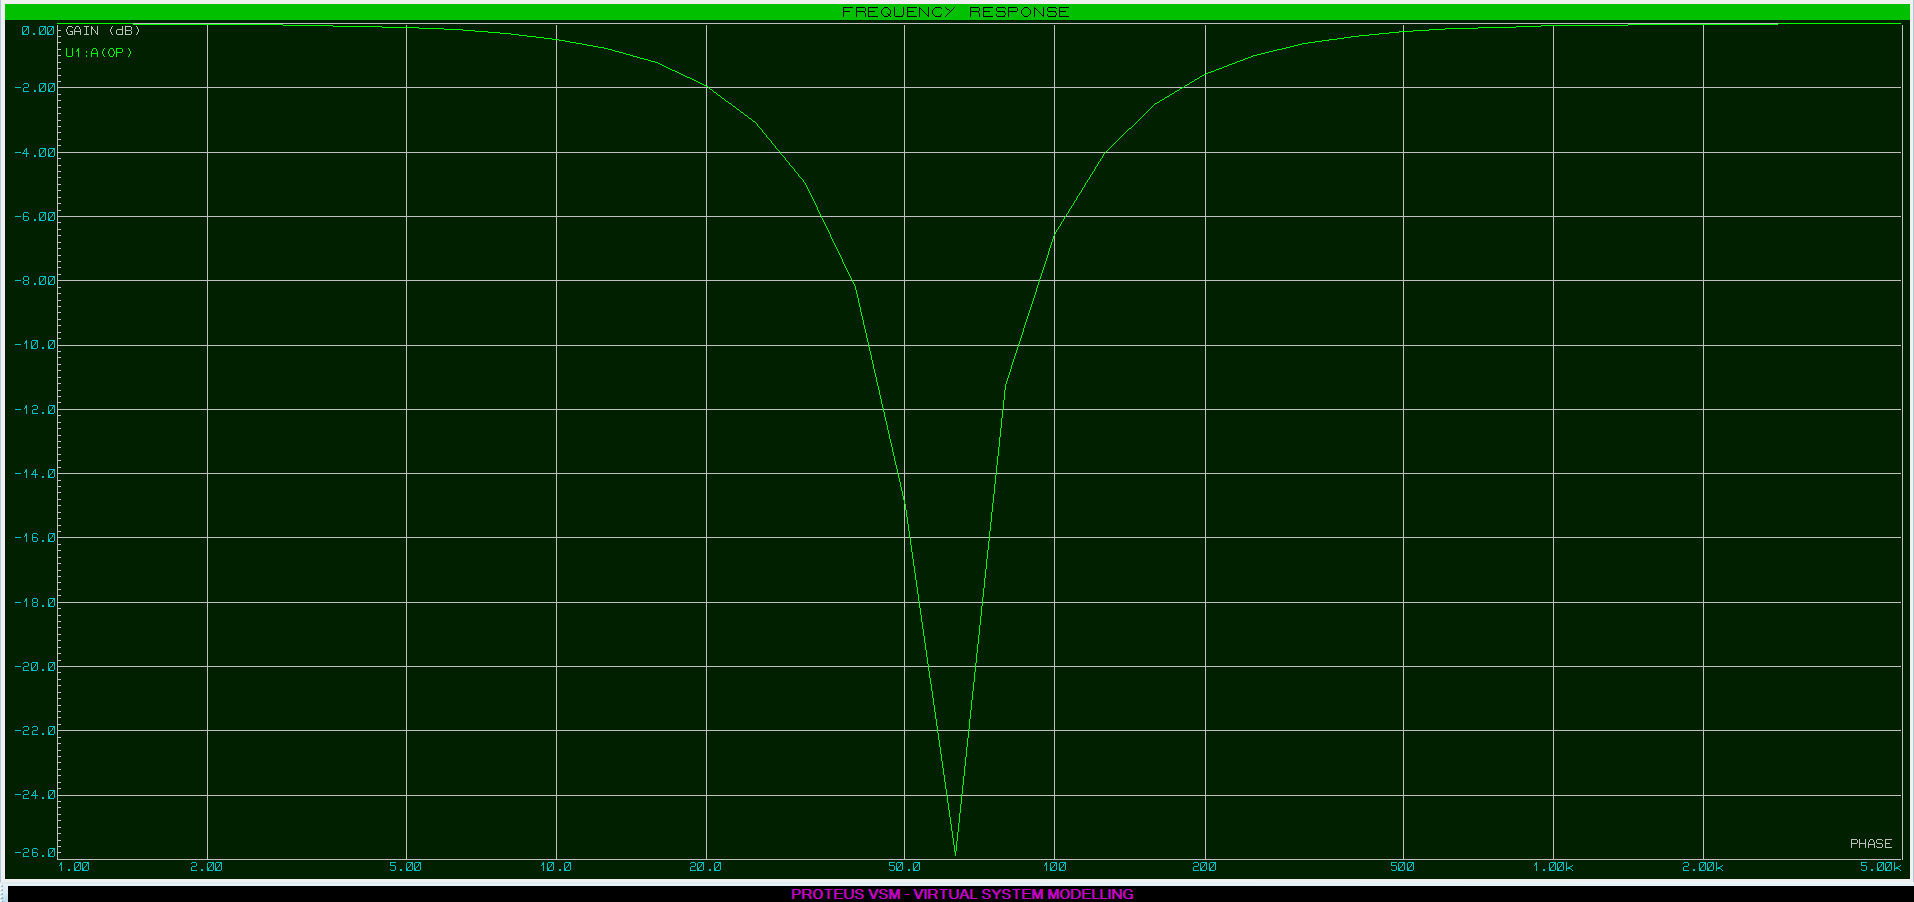 FREQUENCY RESPONSE
GAIN (dB)
U1:A(OP)
0.00
-2.00
-4.00
-6.00
-8.00
-10.0
-12.0
-14.0
-16.0
-18.0
-20.0
-22.0
-24.0
-26.0
PHASE
1.00 2.00 5.00 10.0 20.0 50.0 100 200 500 1.00k 2.00k 5.00k
PROTEUS VSM - VIRTUAL SYSTEM MODELLING